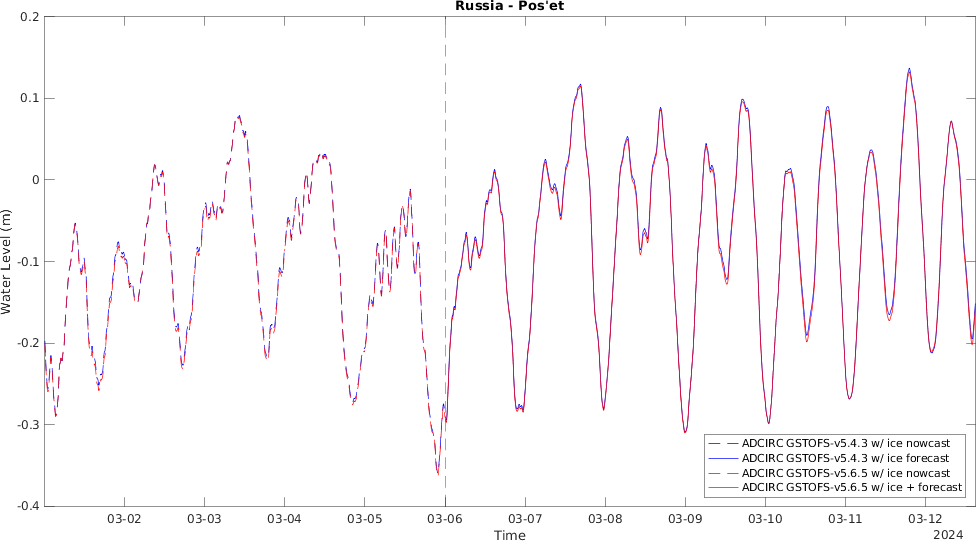 Russia - Pos'et
0.2
0.1
0
-0.1
-0.2
-0.3
-0.4
Water Level (m)
ADCIRC GSTOFS-v5.4.3 w/ ice nowcast
ADCIRC GSTOFS-v5.4.3 w/ ice forecast
ADCIRC GSTOFS-v5.6.5 w/ ice nowcast
ADCIRC GSTOFS-v5.6.5 w/ ice + forecast
03-02 03-03 03-04 03-05 03-06 03-07 03-08 03-09 03-10 03-11 03-12
Time
2024